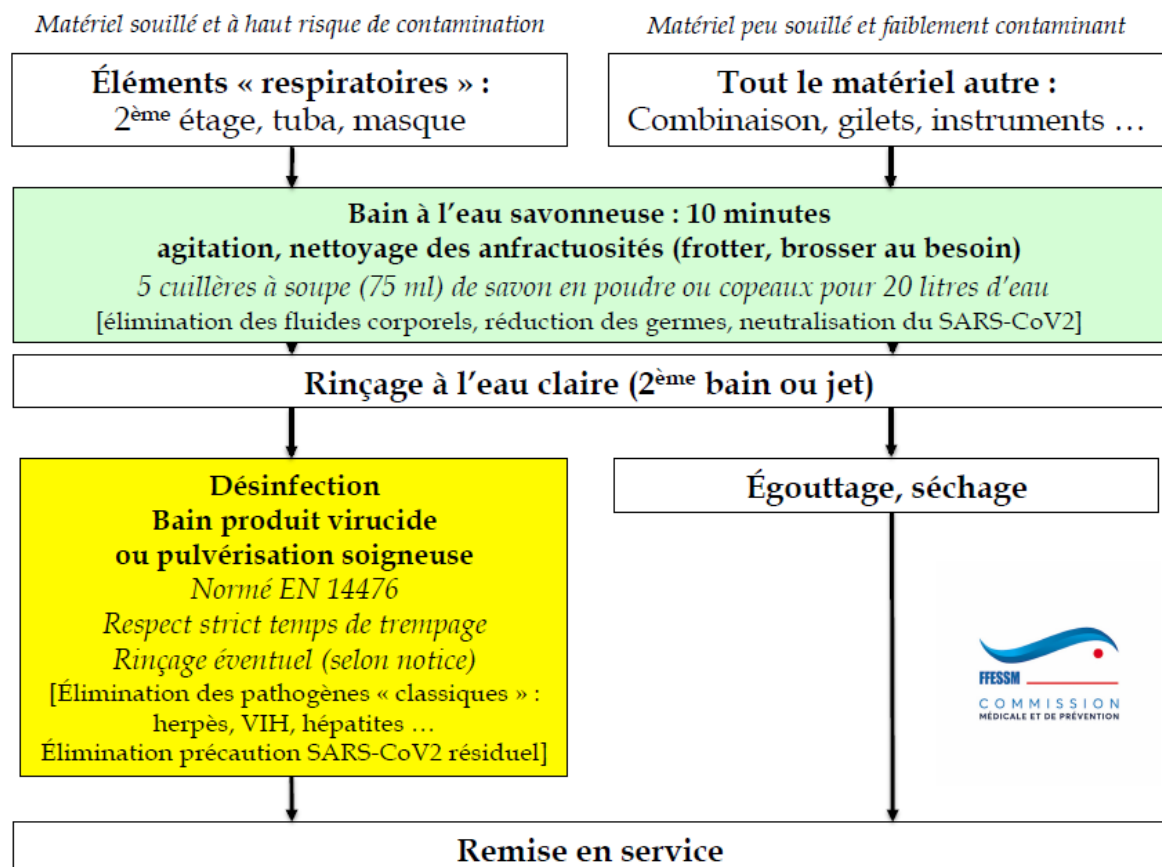 Matériel souillé et à haut risque de contamination
Matériel peu souillé et faiblement contaminant
Éléments « respiratoires » :
2ème étage, tuba, masque
Tout le matériel autre :
Combinaison, gilets, instruments …
Bain à l’eau savonneuse : 10 minutes
agitation, nettoyage des anfractuosités (frotter, brosser au besoin)
5 cuillères à soupe (75 ml) de savon en poudre ou copeaux pour 20 litres d’eau
[élimination des fluides corporels, réduction des germes, neutralisation du SARS-CoV2]
Rinçage à l’eau claire (2ème bain ou jet)
Désinfection
Bain produit virucide
ou pulvérisation soigneuse
Normé EN 14476
Respect strict temps de trempage
Rinçage éventuel (selon notice)
[Élimination des pathogènes « classiques » :
herpès, VIH, hépatites …
Élimination précaution SARS-CoV2 résiduel]
Égouttage, séchage
FFESSM
COMMISSION
MÉDICALE ET DE PRÉVENTION
Remise en service